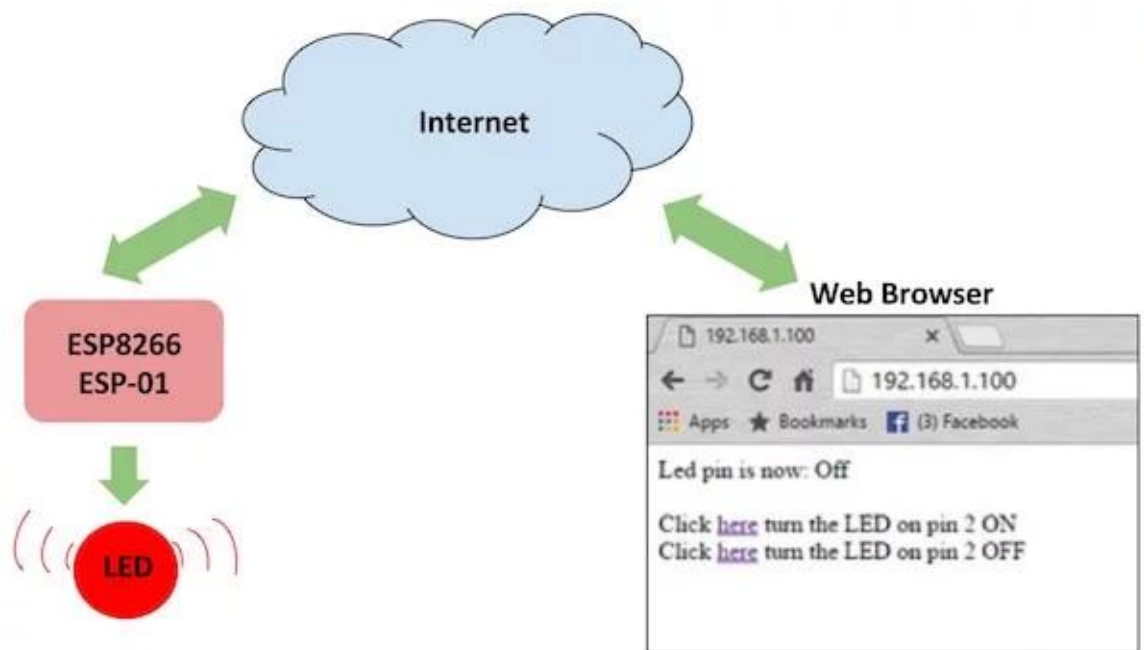 Internet
ESP8266
ESP-01
LED
Web Browser
192.168.1.100
192.168.1.100
Apps Bookmarks (3) Facebook
Led pin is now: Off
Click here turn the LED on pin 2 ON
Click here turn the LED on pin 2 OFF